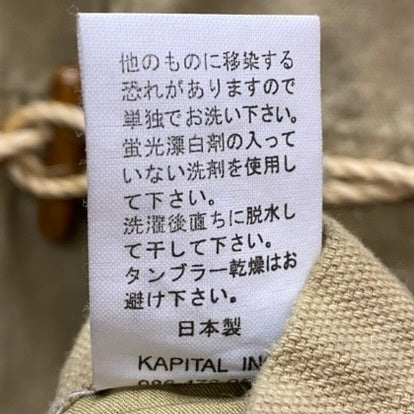 他のものに移染する
恐れがありますので
単独でお洗い下さい。
蛍光漂白剤の入って
いない洗剤を使用し
て下さい。
洗濯後直ちに脱水し
て干して下さい。
タンブラー乾燥はお
避け下さい。
日本製
KAPITAL IN